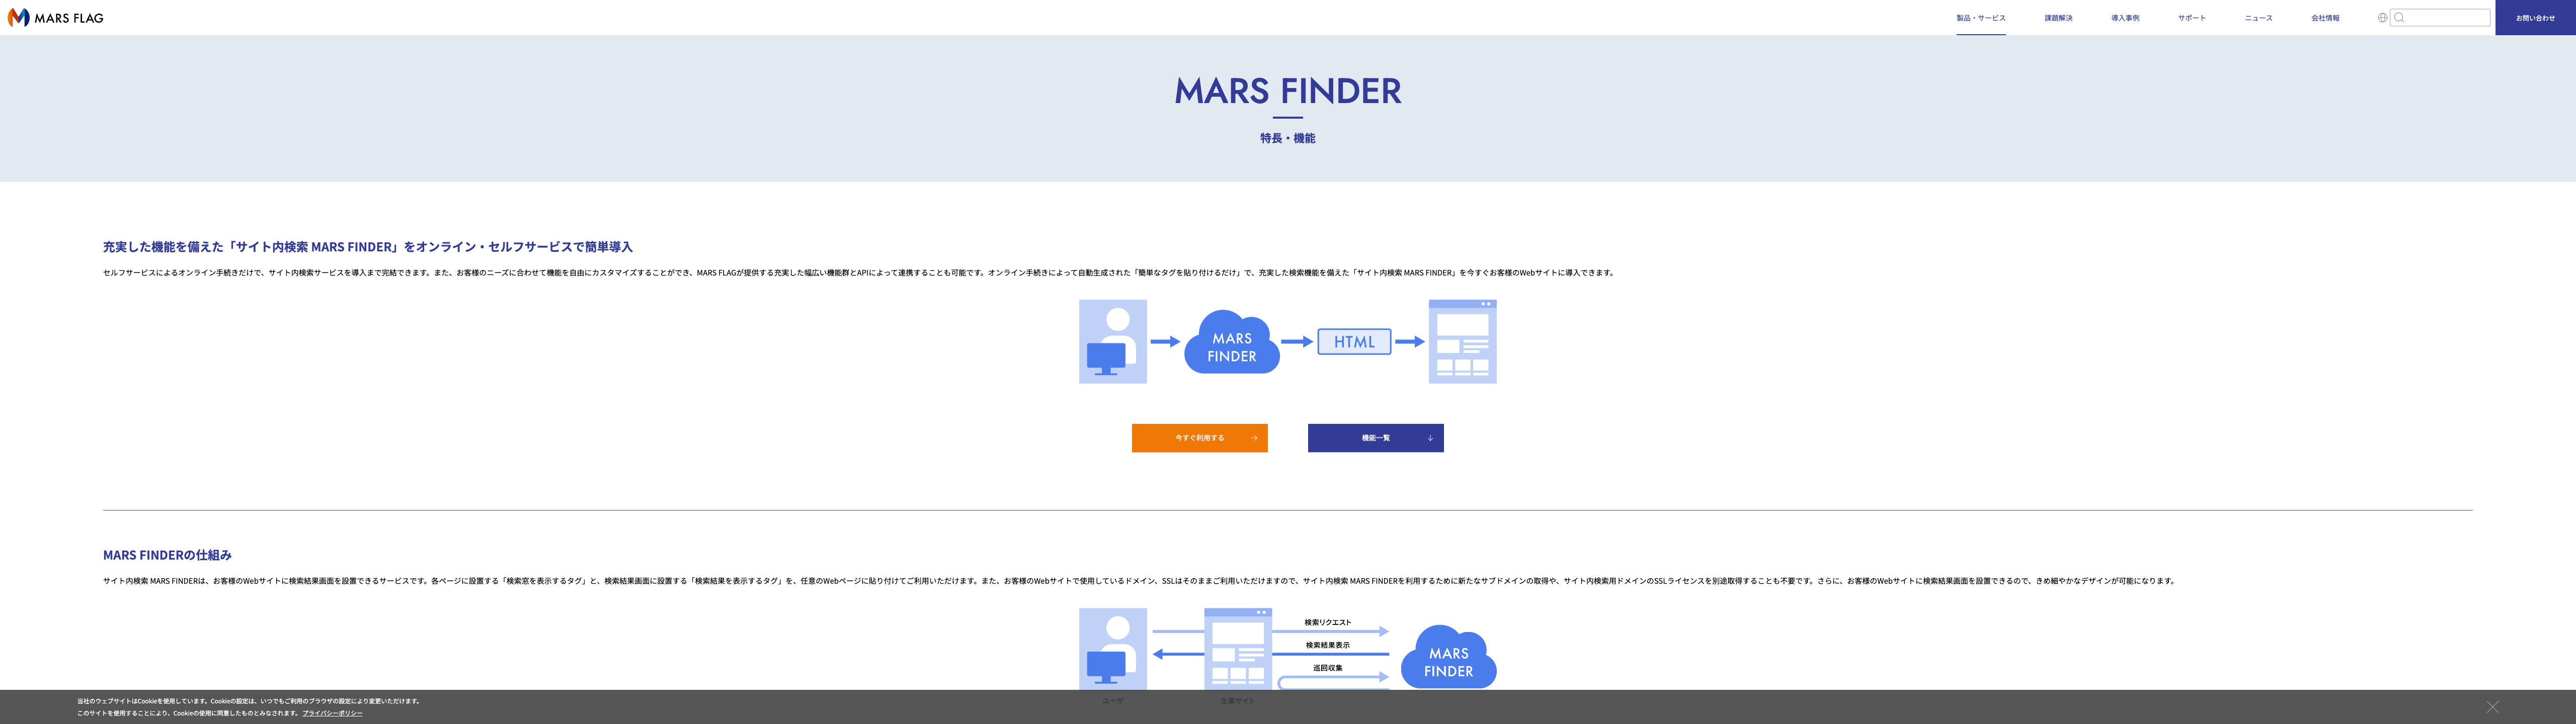 MARS FLAG
製品・サービス
課題解決
導入事例
サポート
ニュース
会社情報
お問い合わせ
MARS FINDER
特長・機能
充実した機能を備えた「サイト内検索 MARS FINDER」をオンライン・セルフサービスで簡単導入
セルフサービスによるオンライン手続きだけで、サイト内検索サービスを導入まで完結できます。また、お客様のニーズに合わせて機能を自由にカスタマイズすることができ、MARS FLAGが提供する充実した幅広い機能群とAPIによって連携することも可能です。オンライン手続きによって自動生成された「簡単なタグを貼り付けるだけ」で、充実した検索機能を備えた「サイト内検索 MARS FINDER」を今すぐお客様のWebサイトに導入できます。
MARS
FINDER
HTML
今すぐ利用する
機能一覧
MARS FINDERの仕組み
サイト内検索 MARS FINDERは、お客様のWebサイトに検索結果画面を設置できるサービスです。各ページに設置する「検索窓を表示するタグ」と、検索結果画面に設置する「検索結果を表示するタグ」を、任意のWebページに貼り付けてご利用いただけます。また、お客様のWebサイトで使用しているドメイン、SSLはそのままご利用いただけますので、サイト内検索 MARS FINDERを利用するために新たなサブドメインの取得や、サイト内検索用ドメインのSSLライセンスを別途取得することも不要です。さらに、お客様のWebサイトに検索結果画面を設置できるので、きめ細やかなデザインが可能になります。
検索リクエスト
検索結果表示
巡回収集
MARS
FINDER
ユーザ
企業サイト
当社のウェブサイトはCookieを使用しています。Cookieの設定は、いつでもご利用のブラウザの設定により変更いただけます。
このサイトを使用することにより、Cookieの使用に同意したものとみなされます。 プライバシーポリシー